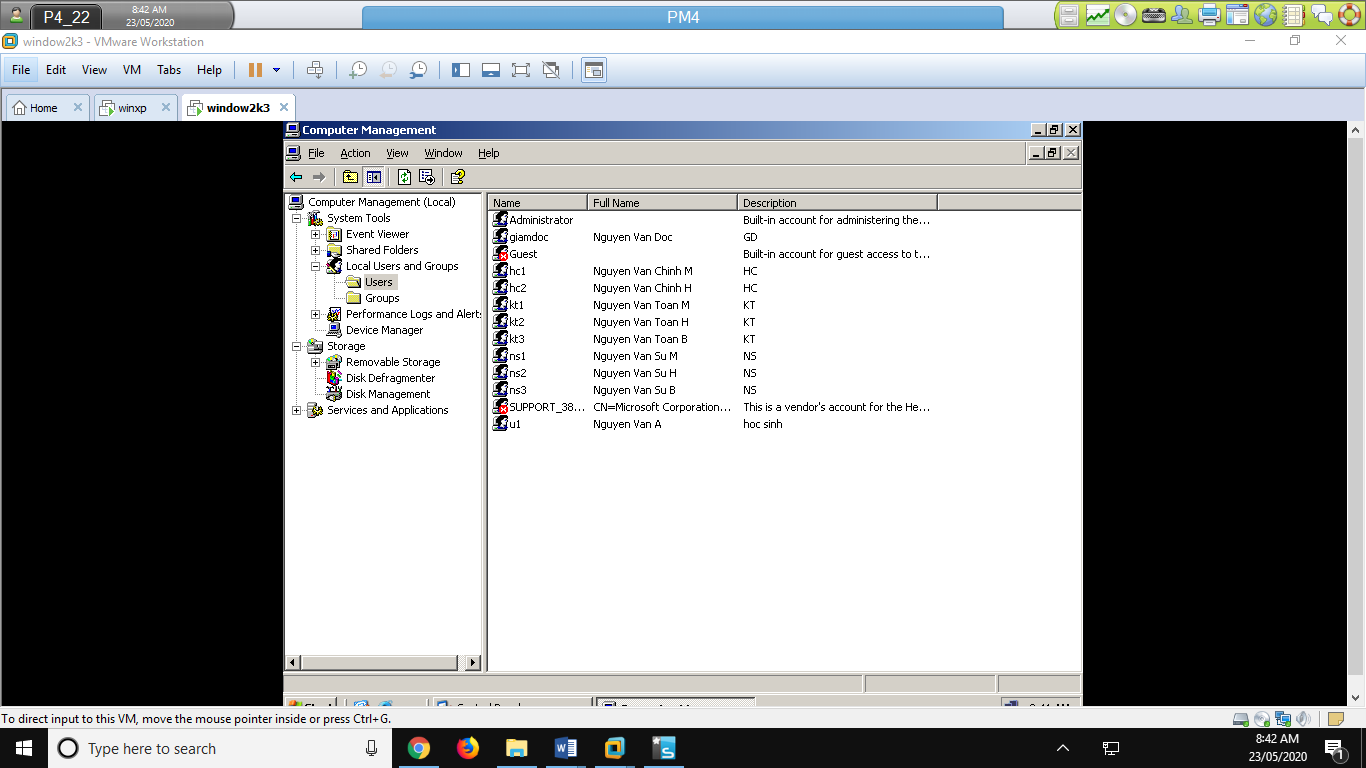 P4_22
8:42 AM
23/05/2020
PM4
window2k3 - VMware Workstation
File Edit View VM Tabs Help
Home winxp window2k3
Computer Management
File Action View Window Help
Computer Management (Local)
System Tools
Event Viewer
Shared Folders
Local Users and Groups
Users
Groups
Performance Logs and Alert
Device Manager
Storage
Removable Storage
Disk Defragmenter
Disk Management
Services and Applications
Name Full Name Description
Administrator Built-in account for administering the...
giamdoc Nguyen Van Doc GD
Guest Built-in account for guest access to t...
hc1 Nguyen Van Chinh M HC
hc2 Nguyen Van Chinh H HC
kt1 Nguyen Van Toan M KT
kt2 Nguyen Van Toan H KT
kt3 Nguyen Van Toan B KT
ns1 Nguyen Van Su M NS
ns2 Nguyen Van Su H NS
ns3 Nguyen Van Su B NS
SUPPORT_38... CN=Microsoft Corporation... This is a vendor's account for the He...
u1 Nguyen Van A hoc sinh
To direct input to this VM, move the mouse pointer inside or press Ctrl+G.
Type here to search
8:42 AM
23/05/2020
1